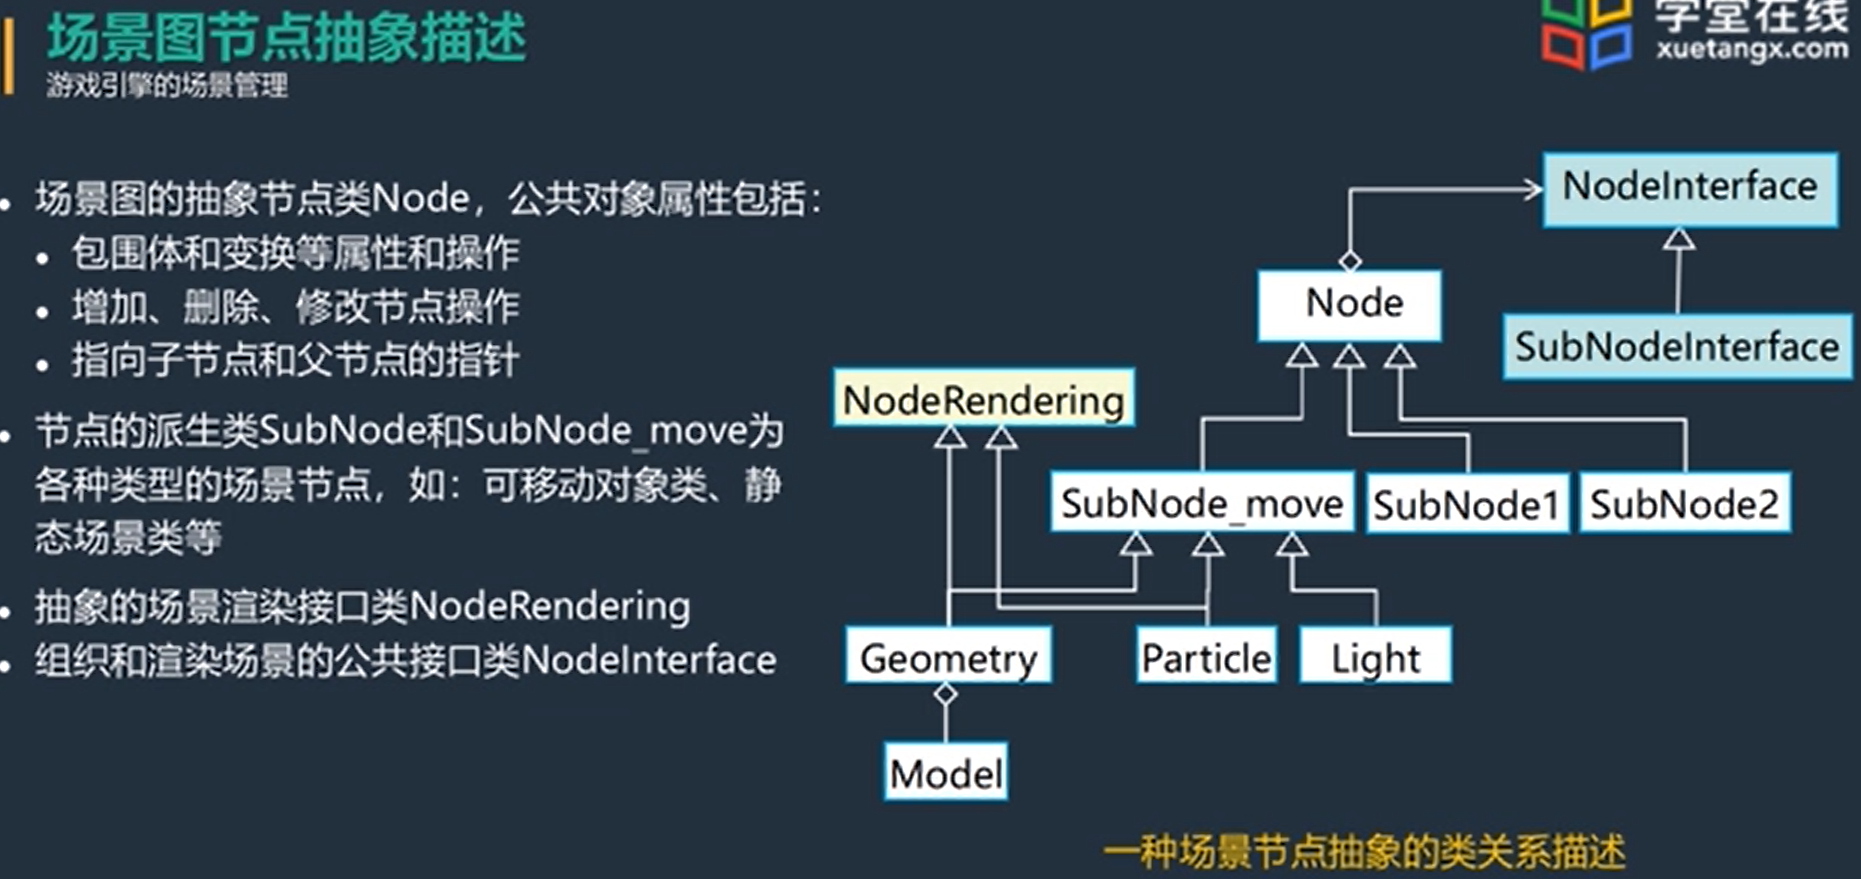 场景图节点抽象描述
游戏引擎的场景管理
学堂在线
xuetangx.com
场景图的抽象节点类Node，公共对象属性包括：
包围体和变换等属性和操作
增加、删除、修改节点操作
指向子节点和父节点的指针
节点的派生类SubNode和SubNode_move为
各种类型的场景节点，如：可移动对象类、静
态场景类等
抽象的场景渲染接口类NodeRendering
组织和渲染场景的公共接口类NodeInterface
NodeInterface
Node
SubNodeInterface
NodeRendering
SubNode_move
SubNode1
SubNode2
Geometry
Particle
Light
Model
一种场景节点抽象的类关系描述